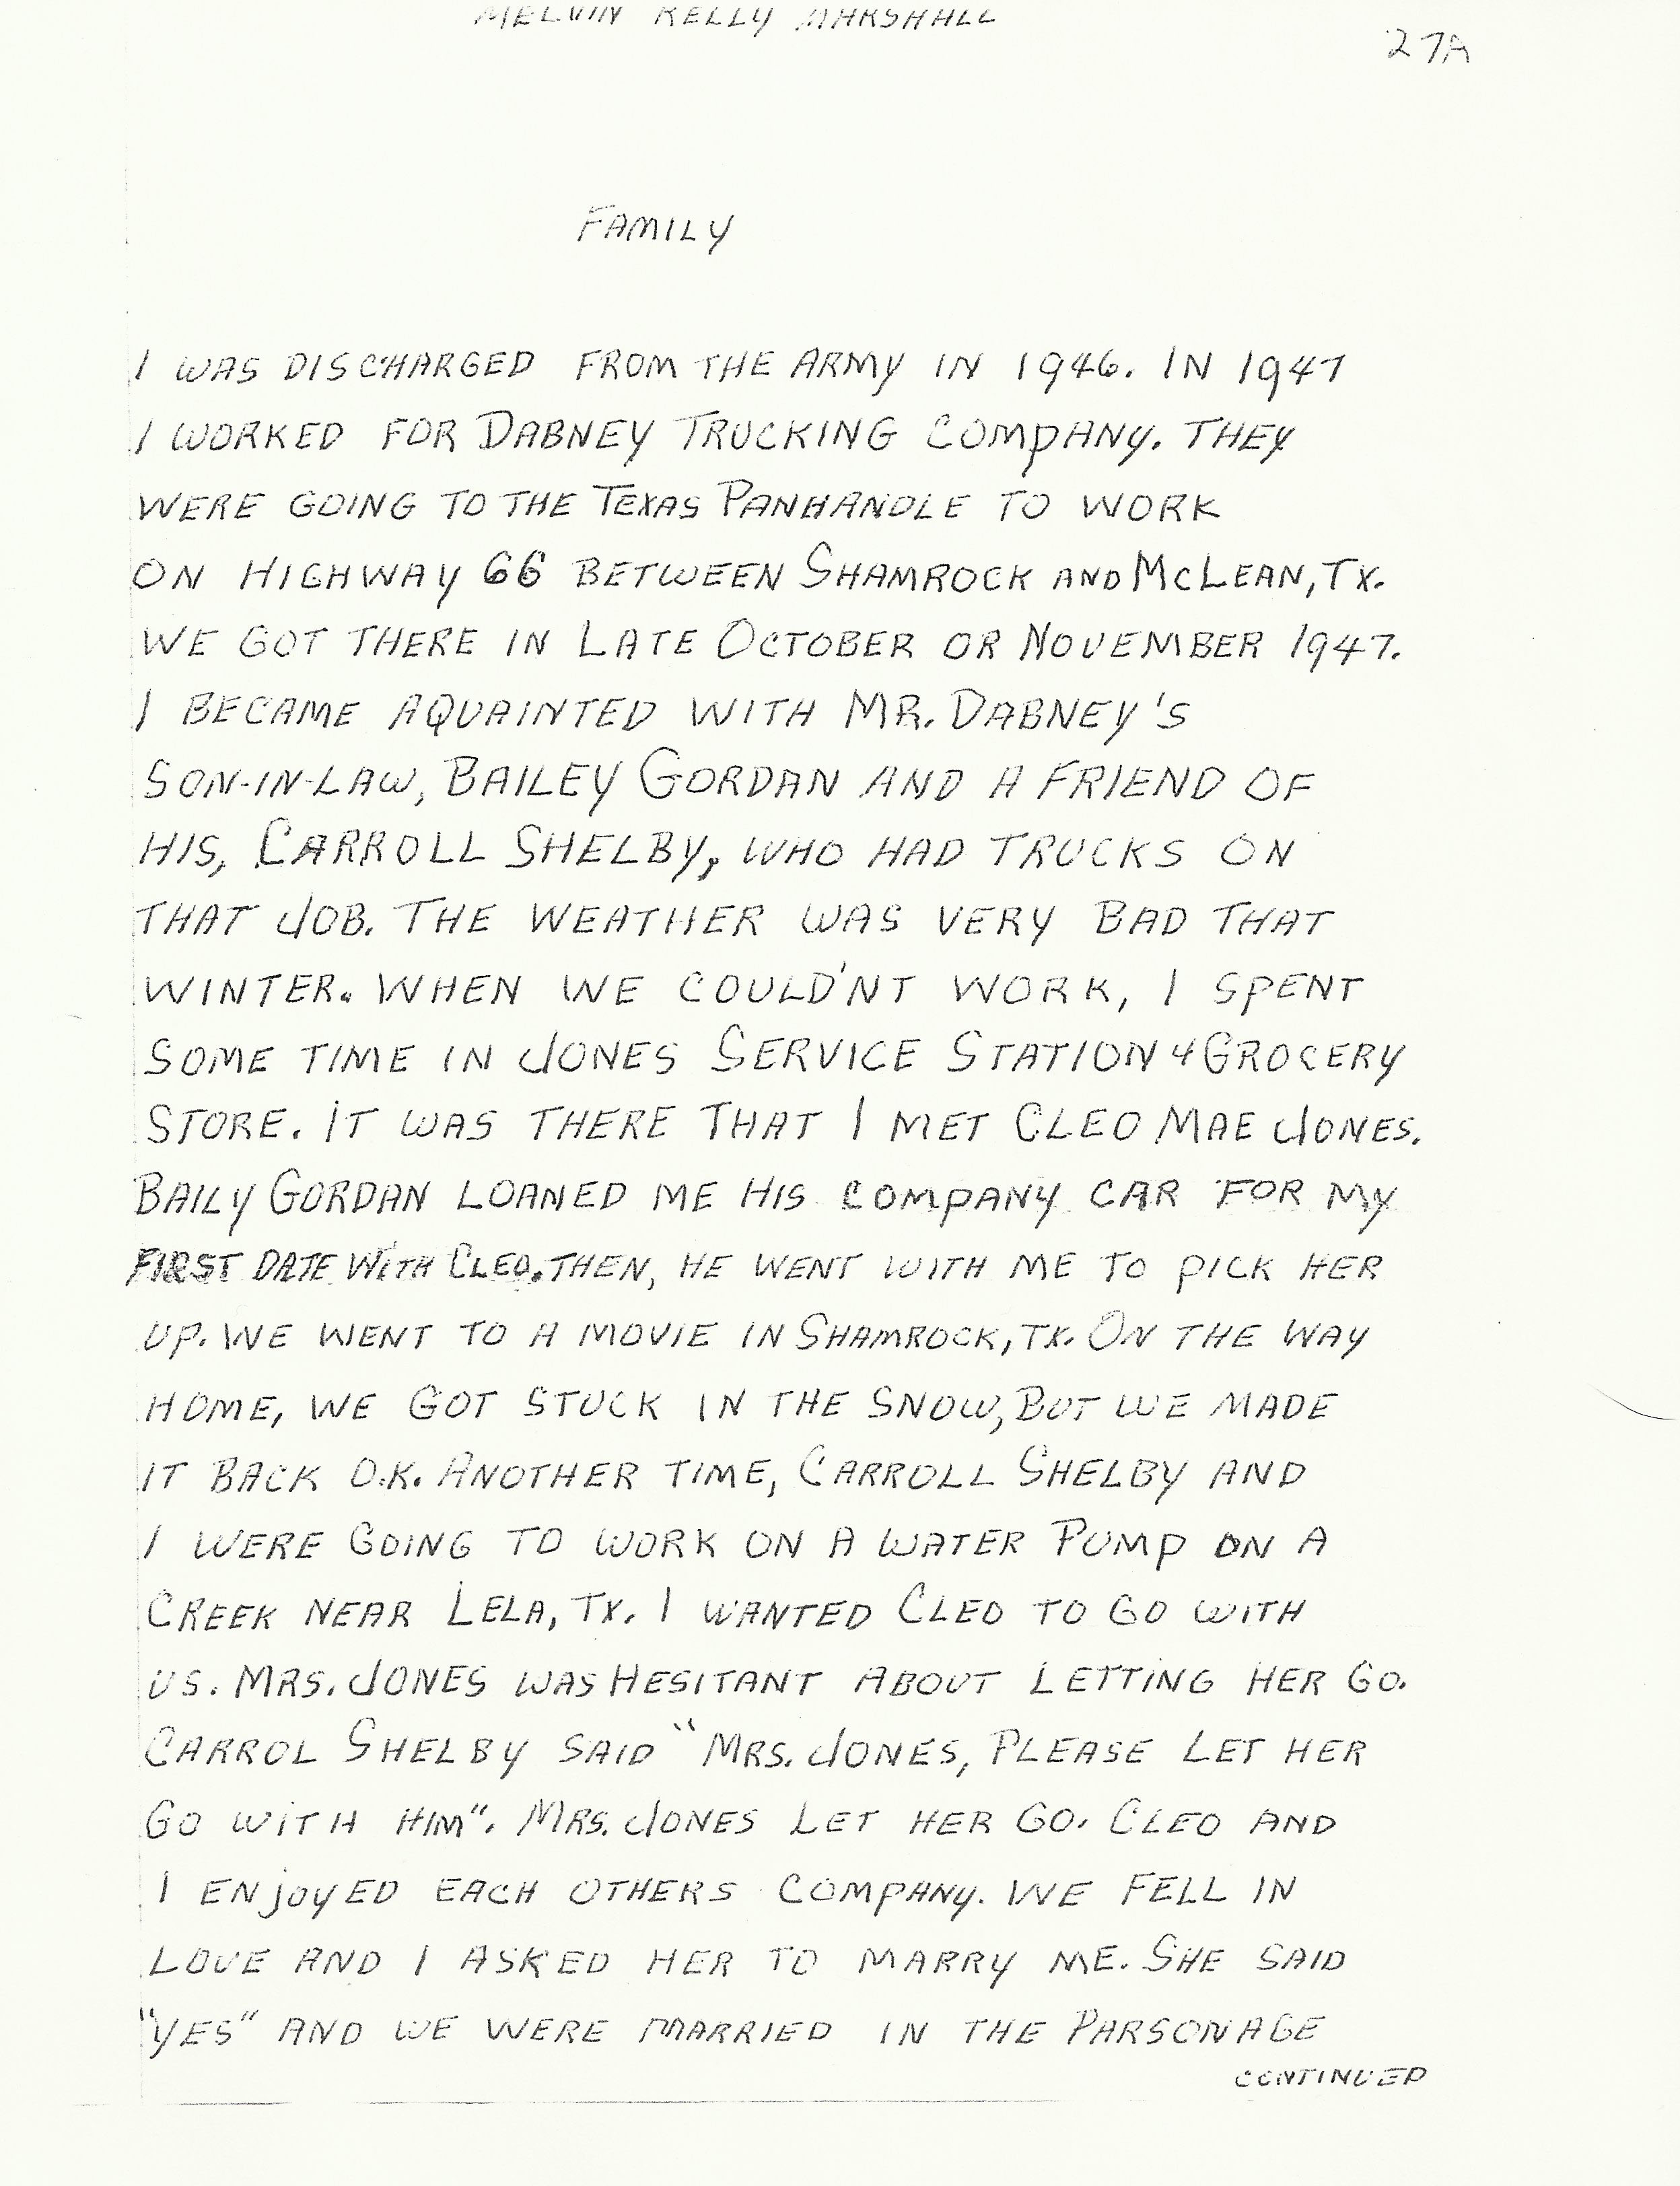 MELVIN KELLY MARSHALL
27A
FAMILY
I WAS DISCHARGED FROM THE ARMY IN 1946. IN 1947
I WORKED FOR DABNEY TRUCKING COMPANY. THEY
WERE GOING TO THE TEXAS PANHANDLE TO WORK
ON HIGHWAY 66 BETWEEN SHAMROCK AND McLEAN, TX.
WE GOT THERE IN LATE OCTOBER OR NOVEMBER 1947.
I BECAME AQUAINTED WITH MR. DABNEY'S
SON-IN-LAW, BAILEY GORDAN AND A FRIEND OF
HIS, CARROLL SHELBY, WHO HAD TRUCKS ON
THAT JOB. THE WEATHER WAS VERY BAD THAT
WINTER. WHEN WE COULD'NT WORK, I SPENT
SOME TIME IN JONES SERVICE STATION & GROCERY
STORE. IT WAS THERE THAT I MET CLEO MAE JONES.
BAILY GORDAN LOANED ME HIS COMPANY CAR FOR MY
FIRST DATE WITH CLEO. THEN, HE WENT WITH ME TO PICK HER
UP. WE WENT TO A MOVIE IN SHAMROCK, TX. ON THE WAY
HOME, WE GOT STUCK IN THE SNOW, BUT WE MADE
IT BACK O.K. ANOTHER TIME, CARROLL SHELBY AND
I WERE GOING TO WORK ON A WATER PUMP ON A
CREEK NEAR LELA, TX. I WANTED CLEO TO GO WITH
US. MRS. JONES WAS HESITANT ABOUT LETTING HER GO.
CARROL SHELBY SAID "MRS. JONES, PLEASE LET HER
GO WITH HIM". MRS. JONES LET HER GO. CLEO AND
I ENJOYED EACH OTHERS COMPANY. WE FELL IN
LOVE AND I ASKED HER TO MARRY ME. SHE SAID
"YES" AND WE WERE MARRIED IN THE PARSONAGE
CONTINUED